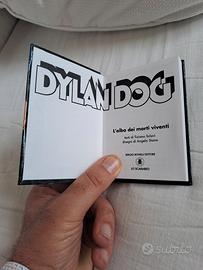 DYLAN DOG
L'alba dei morti viventi
testi di Tiziano Sclavi
disegni di Angelo Stano
SERGIO BONELLI EDITORE
subito